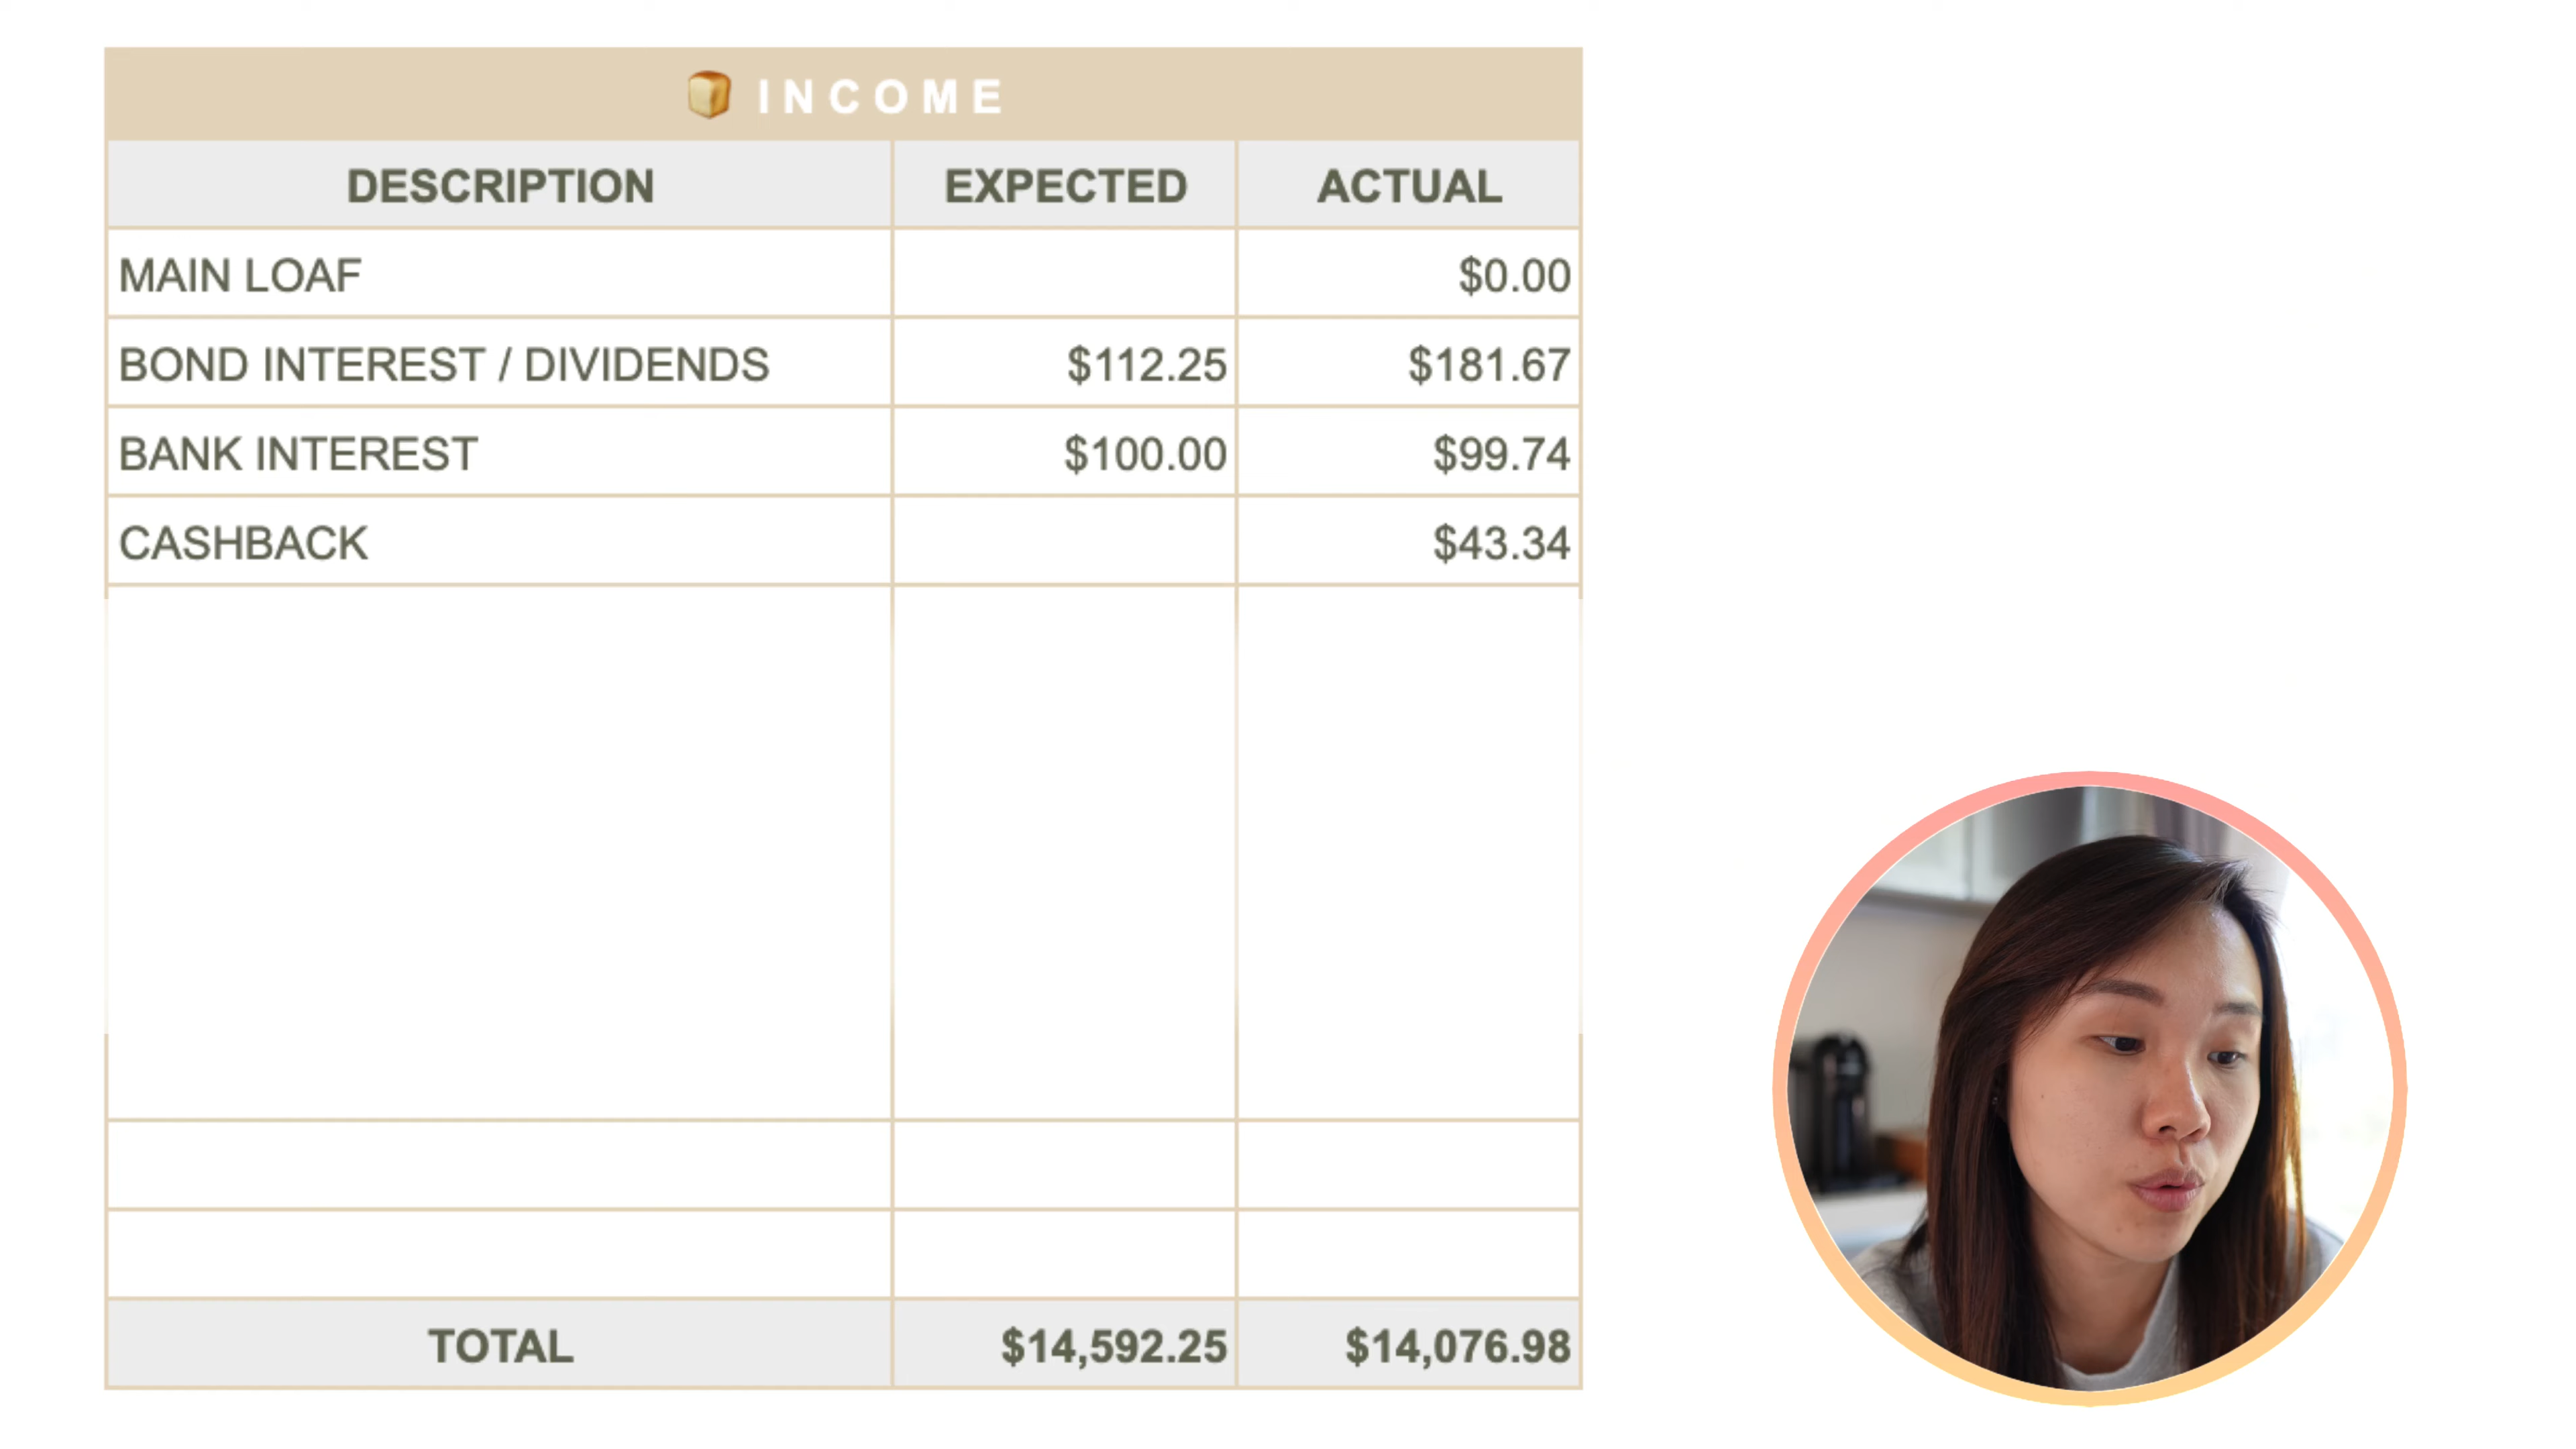 INCOME
DESCRIPTION EXPECTED ACTUAL
MAIN LOAF $0.00
BOND INTEREST / DIVIDENDS $112.25 $181.67
BANK INTEREST $100.00 $99.74
CASHBACK $43.34
TOTAL $14,592.25 $14,076.98